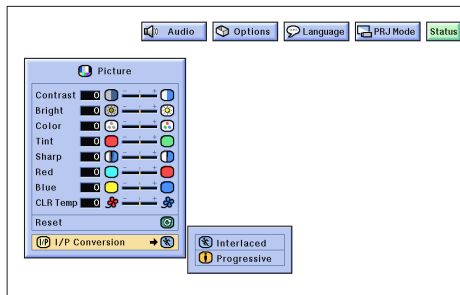 Audio Options Language PRJ Mode Status
Picture
Contrast 0
Bright 0
Color 0
Tint 0
Sharp 0
Red 0
Blue 0
CLR Temp 0
Reset
I/P I/P Conversion
Interlaced
Progressive